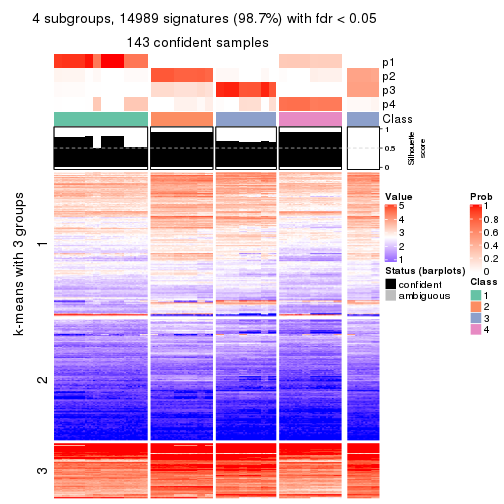 4 subgroups, 14989 signatures (98.7%) with fdr < 0.05
143 confident samples
p1
p2
p3
p4
Class
1
0.5
0
Silhouette
score
k-means with 3 groups
1
2
3
Value
5
4
3
2
1
Status (barplots)
confident
ambiguous
Prob
1
0.8
0.6
0.4
0.2
0
Class
1
2
3
4